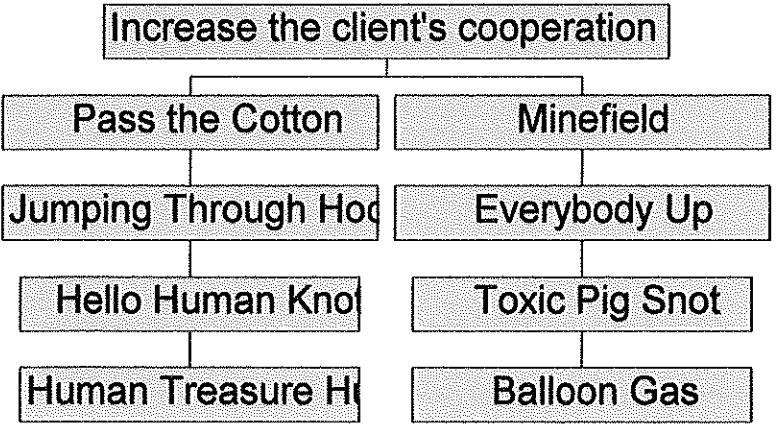 Increase the client's cooperation
Pass the Cotton
Minefield
Jumping Through Hoo
Everybody Up
Hello Human Knot
Toxic Pig Snot
Human Treasure Hu
Balloon Gas